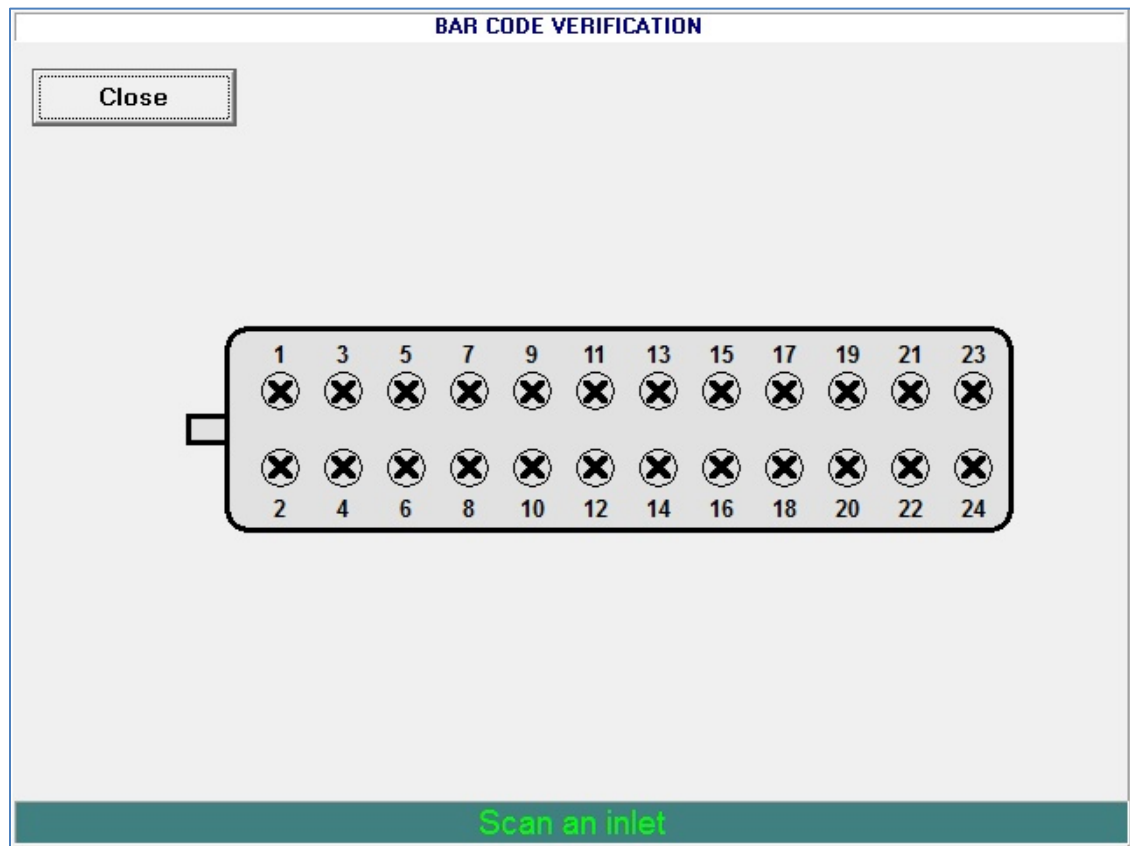 BAR CODE VERIFICATION
Close
1 3 5 7 9 11 13 15 17 19 21 23
2 4 6 8 10 12 14 16 18 20 22 24
Scan an inlet